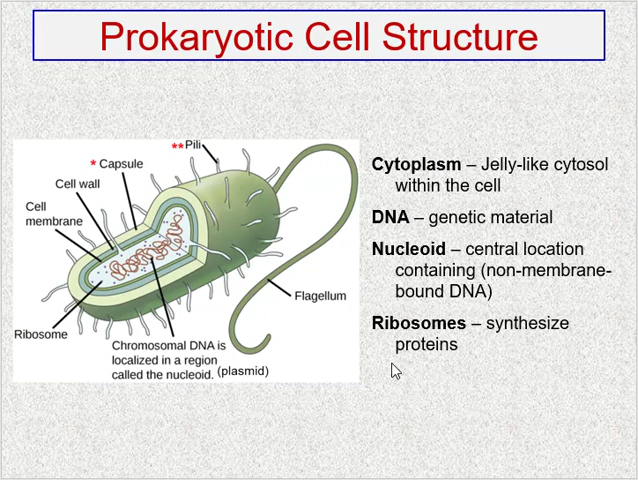 Prokaryotic Cell Structure
** Pili
* Capsule
Cell wall
Cell
membrane
Ribosome
Chromosomal DNA is
localized in a region
called the nucleoid. (plasmid)
Flagellum
Cytoplasm – Jelly-like cytosol
within the cell
DNA – genetic material
Nucleoid – central location
containing (non-membrane-
bound DNA)
Ribosomes – synthesize
proteins